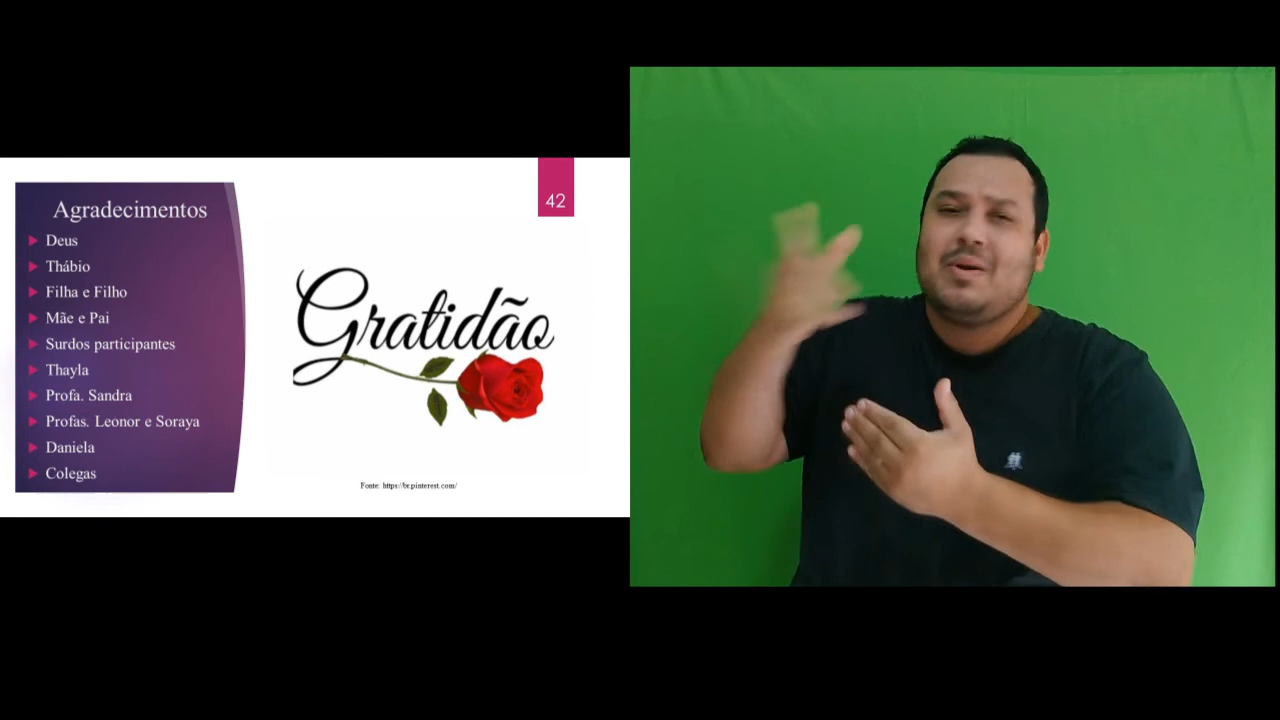 Agradecimentos
Deus
Thábio
Filha e Filho
Mãe e Pai
Surdos participantes
Thayla
Profa. Sandra
Profas. Leonor e Soraya
Daniela
Colegas
42
Gratidão
Fonte: https://br.pinterest.com/